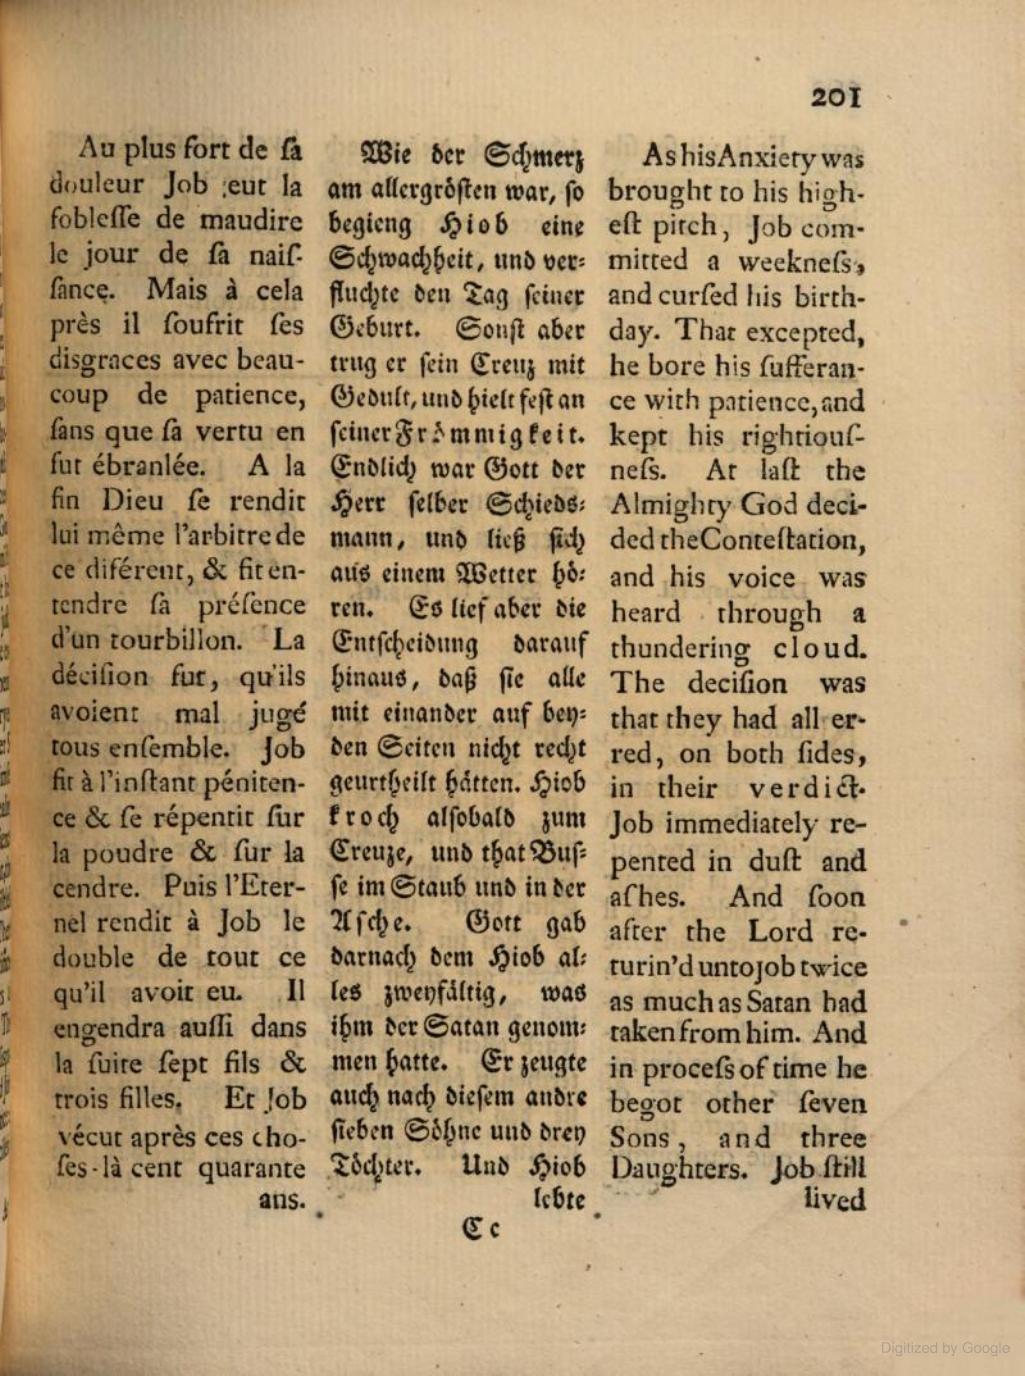 201
Au plus fort de ſa
douleur Job eut la
fobleſſe de maudire
le jour de ſa naiſ-
ſance. Mais à cela
près il ſoufrit ſes
disgraces avec beau-
coup de patience,
ſans que ſa vertu en
fut ébranlée. A la
fin Dieu ſe rendit
lui même l'arbitre de
ce diférent, & fit en-
tendre ſa préſence
d'un tourbillon. La
déciſion fut, qu'ils
avoient mal jugé
tous enſemble. Job
fit à l'inſtant péniten-
ce & ſe répentit ſur
la poudre & ſur la
cendre. Puis l'Eter-
nel rendit à Job le
double de tout ce
qu'il avoit eu. Il
engendra auſſi dans
la ſuite ſept fils &
trois filles. Et Job
vécut après ces cho-
ſes-là cent quarante
ans.
Wie der Schmerz
am allergröſten war, ſo
begieng Hiob eine
Schwachheit, und ver⸗
fluchte den Tag ſeiner
Geburt. Sonſt aber
trug er ſein Creuz mit
Gedult, und hielt feſt an
ſeiner Frömmigkeit.
Endlich war Gott der
Herr ſelber Schieds⸗
mann, und ließ ſich
aus einem Wetter hö⸗
ren. Es lief aber die
Entſcheidung darauf
hinaus, daß ſie alle
mit einander auf bey⸗
den Seiten nicht recht
geurtheilt hätten. Hiob
kroch alſobald zum
Creuze, und that Buſ⸗
ſe im Staub und in der
Aſche. Gott gab
darnach dem Hiob al⸗
les zweyfältig, was
ihm der Satan genom⸗
men hatte. Er zeugte
auch nach dieſem andre
ſieben Söhne und drey
Töchter. Und Hiob
lebte
C c
As his Anxiety was
brought to his high-
eſt pitch, Job com-
mitted a weekneſs,
and curſed his birth-
day. That excepted,
he bore his ſufferan-
ce with patience, and
kept his rightiouſ-
neſs. At laſt the
Almighty God deci-
ded the Conteſtation,
and his voice was
heard through a
thundering cloud.
The deciſion was
that they had all er-
red, on both ſides,
in their verdict.
Job immediately re-
pented in duſt and
aſhes. And ſoon
after the Lord re-
turin'd unto job twice
as much as Satan had
taken from him. And
in proceſs of time he
begot other ſeven
Sons, and three
Daughters. Job ſtill
lived
Digitized by Google